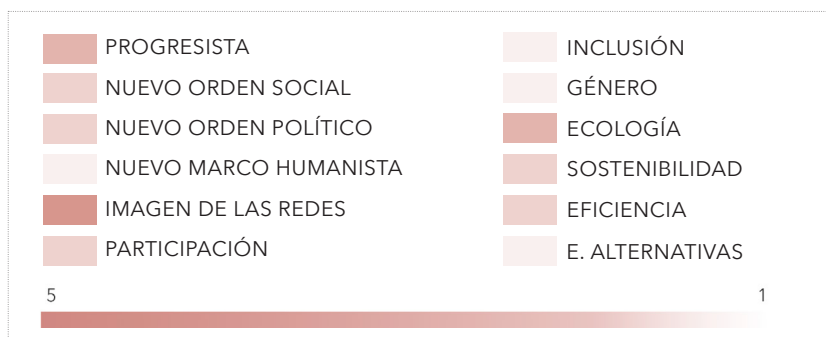 PROGRESISTA
NUEVO ORDEN SOCIAL
NUEVO ORDEN POLÍTICO
NUEVO MARCO HUMANISTA
IMAGEN DE LAS REDES
PARTICIPACIÓN
INCLUSIÓN
GÉNERO
ECOLOGÍA
SOSTENIBILIDAD
EFICIENCIA
E. ALTERNATIVAS
5
1